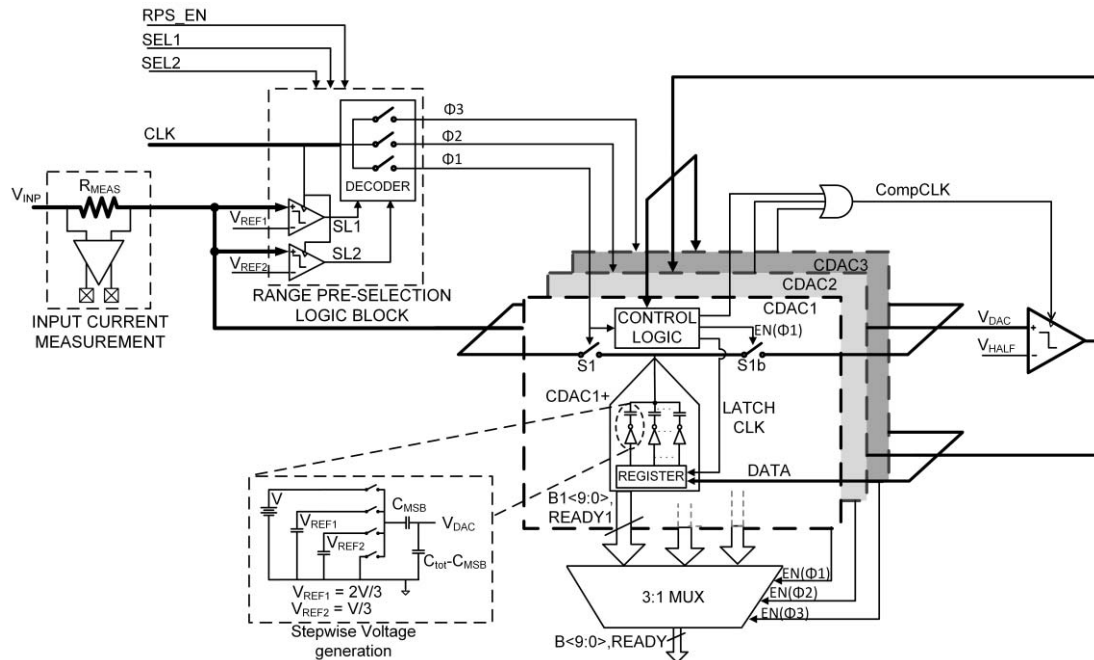 RPS_EN
SEL1
SEL2
CLK
Φ3
Φ2
Φ1
DECODER
V_INP
R_MEAS
V_REF1
SL1
V_REF2
SL2
INPUT CURRENT
MEASUREMENT
RANGE PRE-SELECTION
LOGIC BLOCK
CompCLK
CDAC3
CDAC2
CDAC1
CONTROL
LOGIC
EN(Φ1)
S1
S1b
V_DAC
V_HALF
CDAC1+
LATCH
CLK
REGISTER
DATA
B1<9:0>,
READY1
V
V_REF1
V_REF2
C_MSB
V_DAC
C_tot-C_MSB
V_REF1 = 2V/3
V_REF2 = V/3
Stepwise Voltage
generation
3:1 MUX
EN(Φ1)
EN(Φ2)
EN(Φ3)
B<9:0>,READY